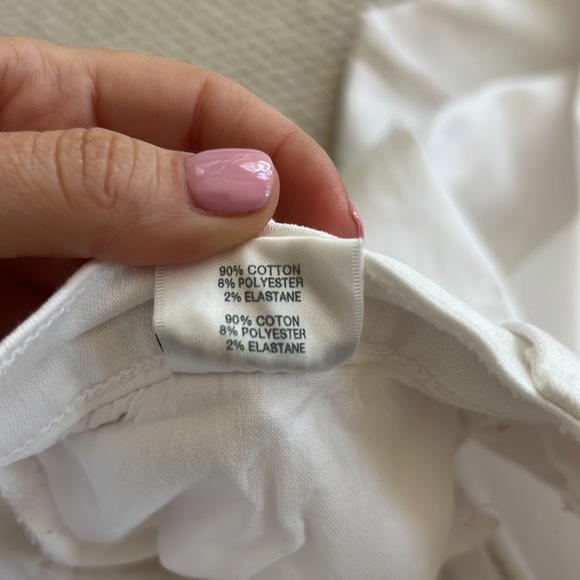 90% COTTON
8% POLYESTER
2% ELASTANE
90% COTON
8% POLYESTER
2% ELASTANE